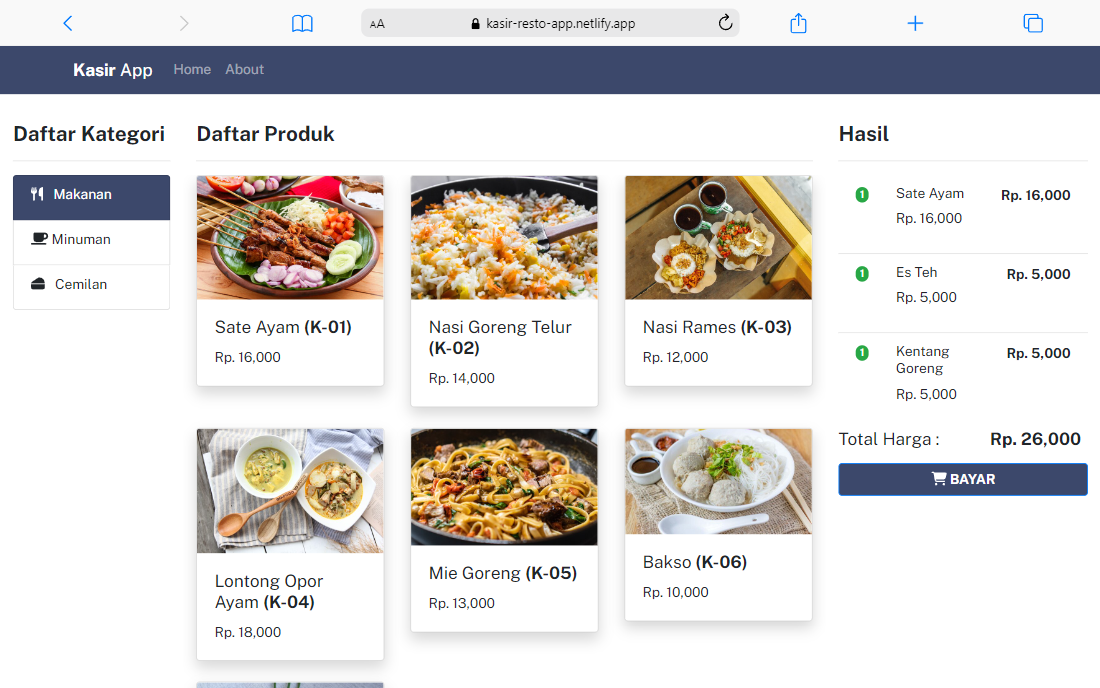 AA
kasir-resto-app.netlify.app
Kasir App
Home
About
Daftar Kategori
Makanan
Minuman
Cemilan
Daftar Produk
Sate Ayam (K-01)
Rp. 16,000
Nasi Goreng Telur
(K-02)
Rp. 14,000
Nasi Rames (K-03)
Rp. 12,000
Lontong Opor
Ayam (K-04)
Rp. 18,000
Mie Goreng (K-05)
Rp. 13,000
Bakso (K-06)
Rp. 10,000
Hasil
1 Sate Ayam Rp. 16,000
Rp. 16,000
1 Es Teh Rp. 5,000
Rp. 5,000
1 Kentang Rp. 5,000
Goreng
Rp. 5,000
Total Harga : Rp. 26,000
BAYAR